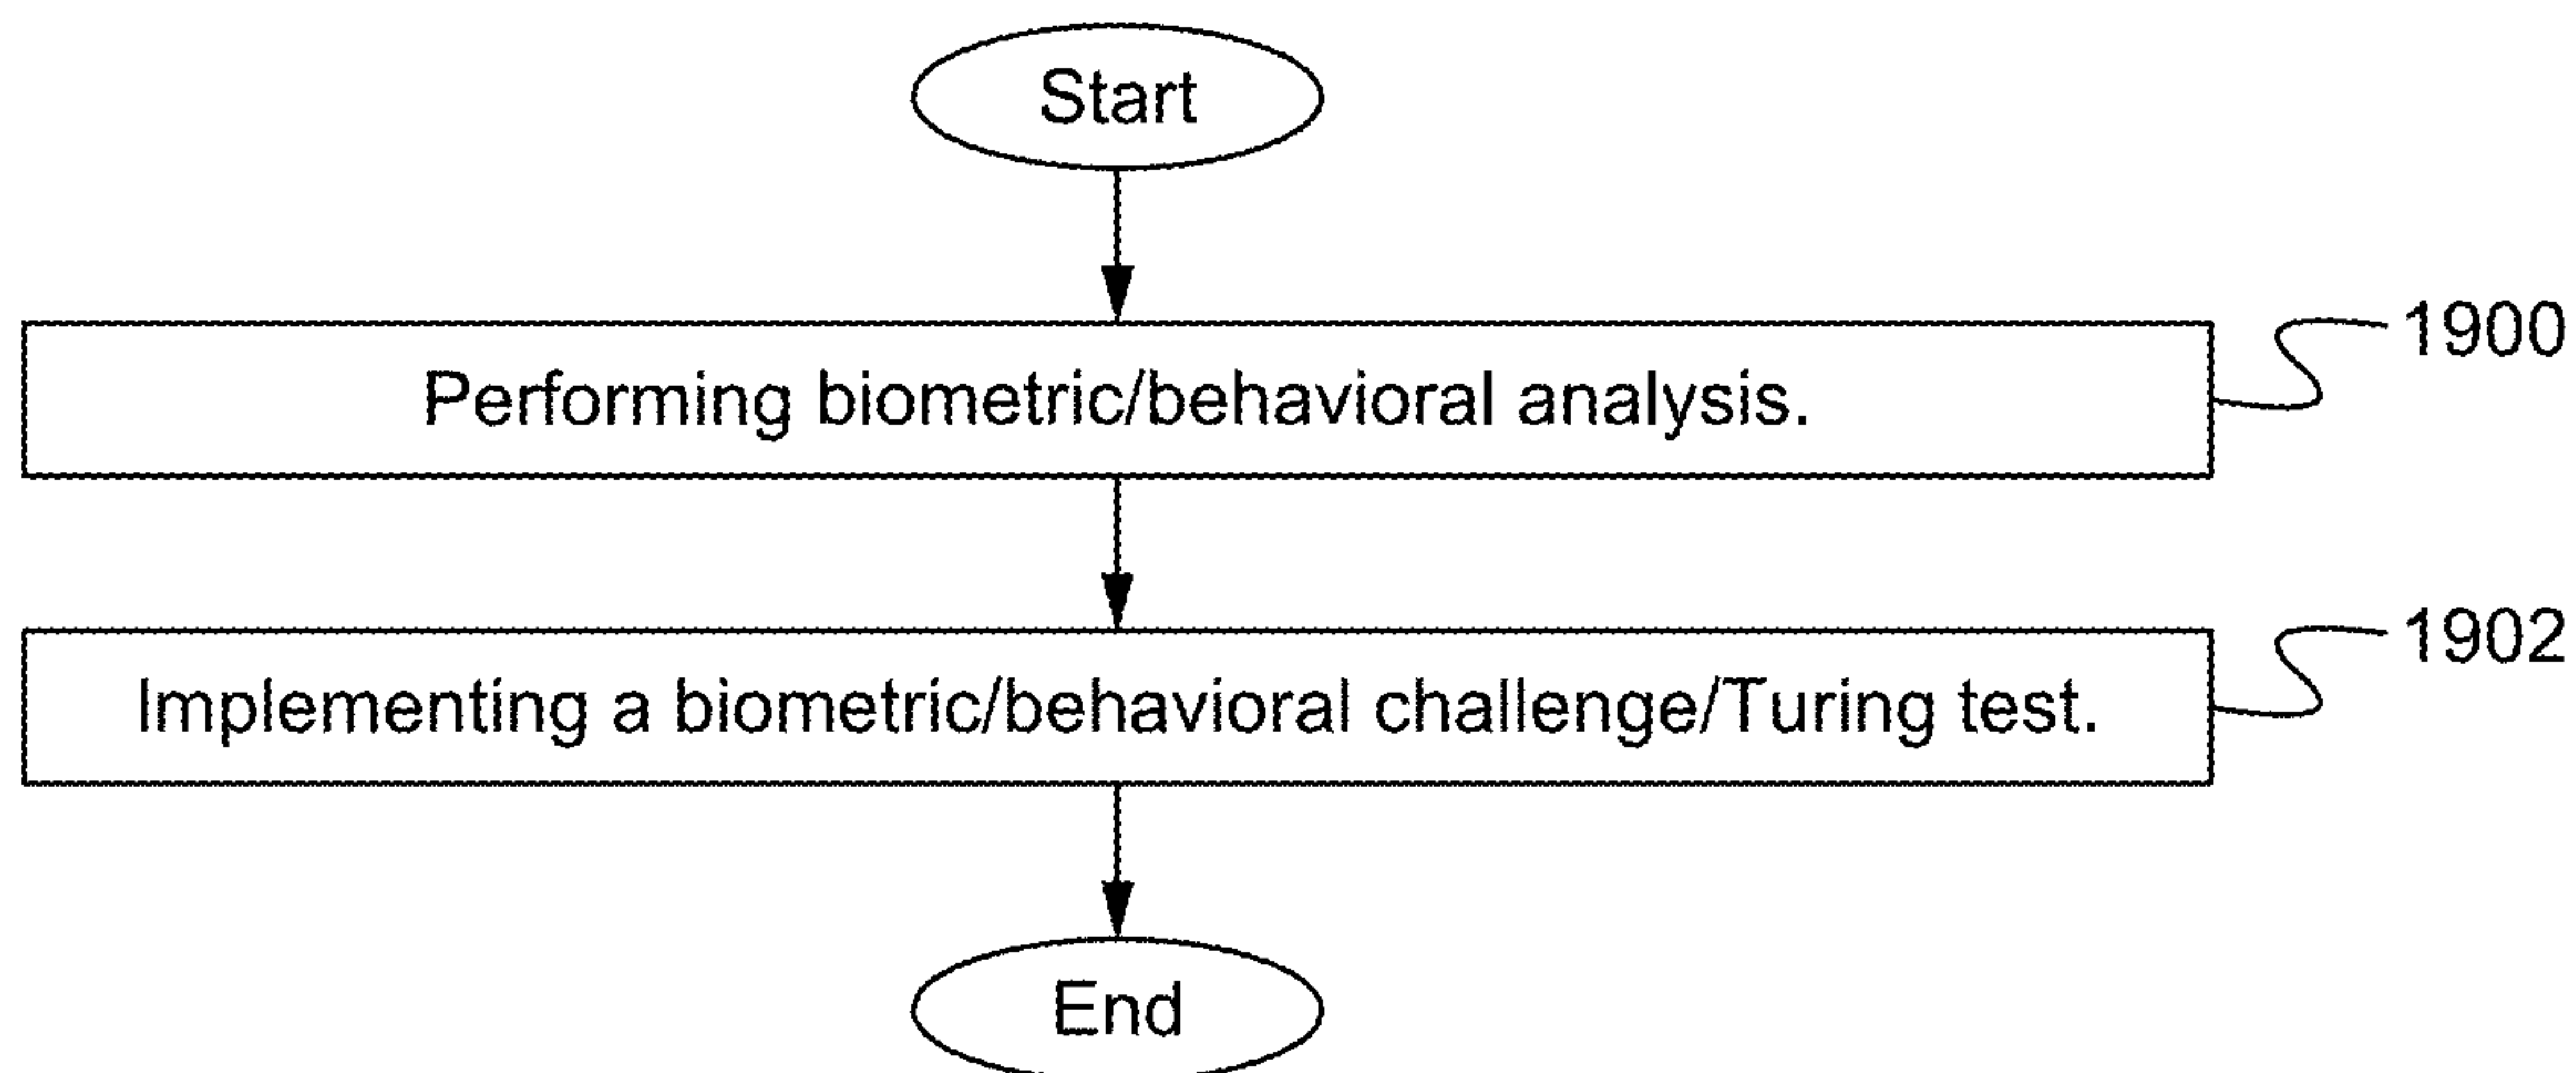 Start
Performing biometric/behavioral analysis.
1900
Implementing a biometric/behavioral challenge/Turing test.
1902
End